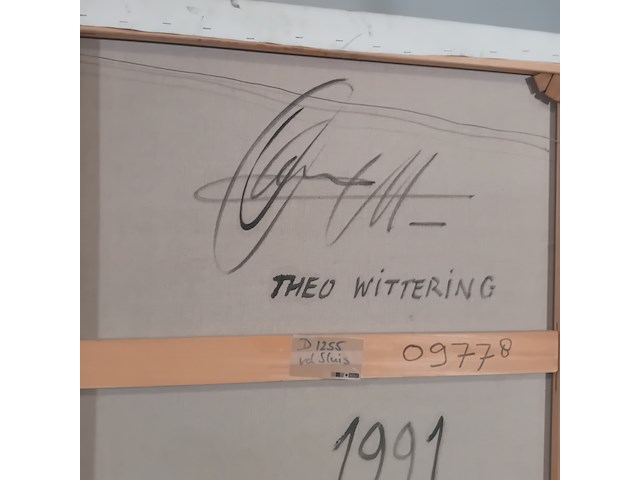 THEO WITTERING
D1255
vd Sluis
09778
1991